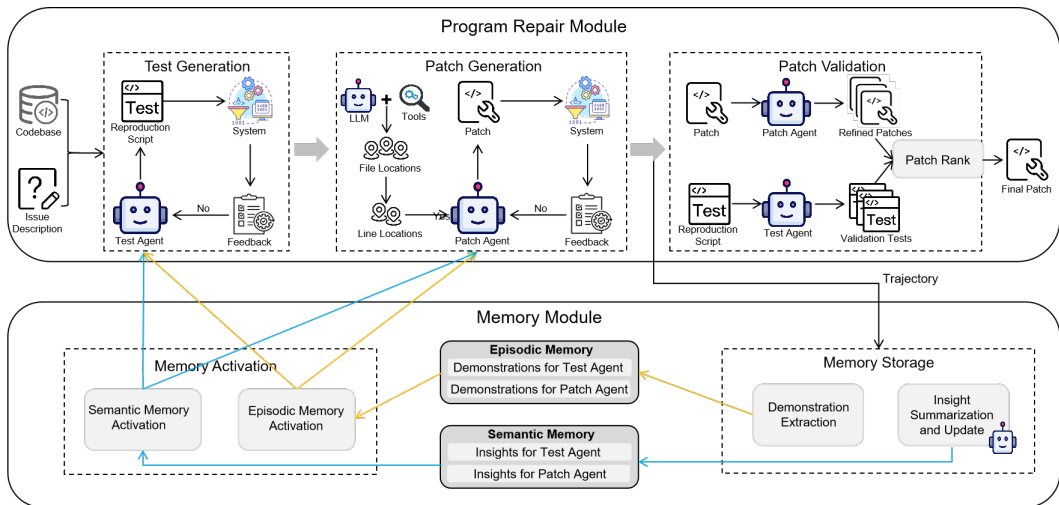 Program Repair Module
Test Generation
Patch Generation
Patch Validation
Codebase
Issue
Description
Test
Reproduction
Script
System
Test Agent
No
Feedback
LLM
Tools
File Locations
Line Locations
Yes
Patch
System
Patch Agent
No
Feedback
Patch
Patch Agent
Refined Patches
Test
Reproduction
Script
Test Agent
Test
Validation Tests
Patch Rank
Final Patch
Trajectory
Memory Module
Memory Activation
Semantic Memory
Activation
Episodic Memory
Activation
Episodic Memory
Demonstrations for Test Agent
Demonstrations for Patch Agent
Semantic Memory
Insights for Test Agent
Insights for Patch Agent
Memory Storage
Demonstration
Extraction
Insight
Summarization
and Update